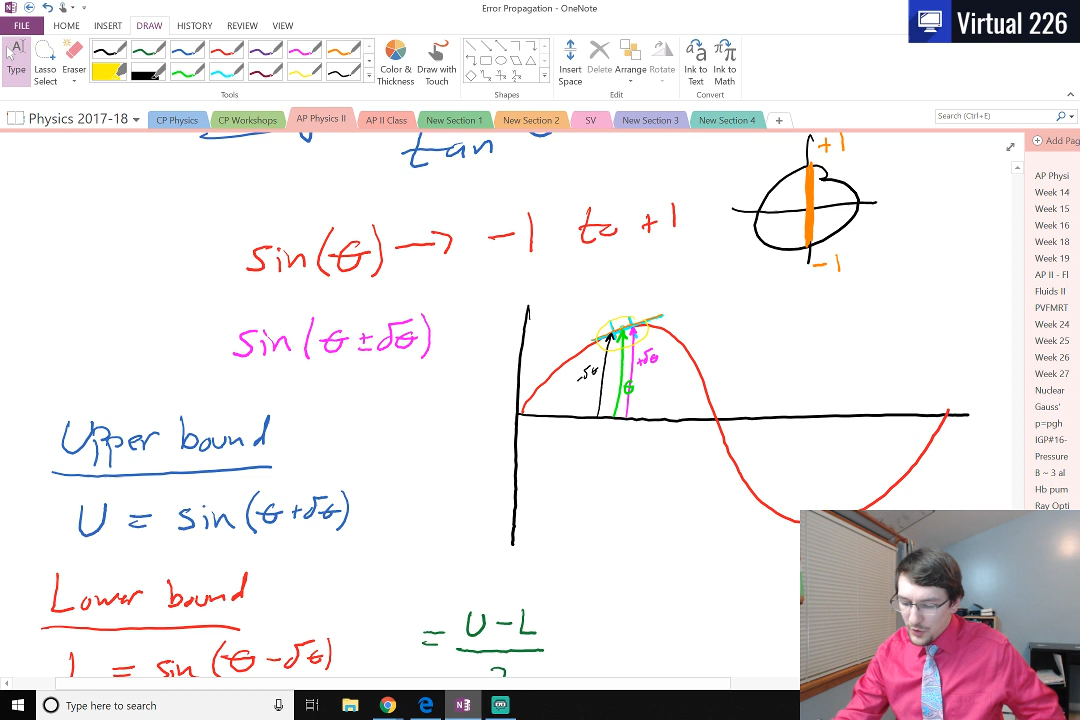 Error Propagation - OneNote
Virtual 226
FILE HOME INSERT DRAW HISTORY REVIEW VIEW
Type Lasso Select Eraser Color & Thickness Draw with Touch Insert Space Delete Arrange Rotate Ink to Text Ink to Math
Tools Shapes Edit Convert
Physics 2017-18 CP Physics CP Workshops AP Physics II AP II Class New Section 1 New Section 2 SV New Section 3 New Section 4 + Search (Ctrl+E)
Add Pag
tan
+1
-1
sin(θ) → -1 to +1
sin(θ ± δθ)
-δθ
θ
+δθ
Upper bound
U = sin(θ+δθ)
Lower bound
L = sin(θ-δθ)
= U-L
2
AP Physi
Week 14
Week 15
Week 16
Week 18
Week 19
AP II - Fl
Fluids II
PVFMRT
Week 24
Week 25
Week 26
Week 27
Nuclear
Gauss'
p=pgh
IGP#16-
Pressure
B ~ 3 al
Hb pum
Ray Opti
Type here to search